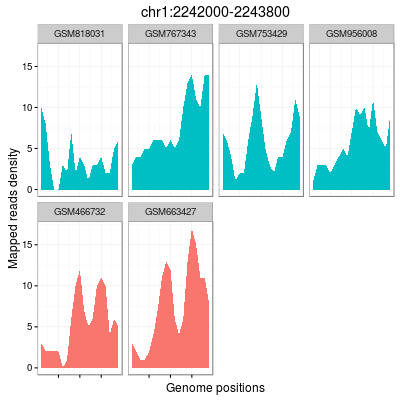 chr1:2242000-2243800
GSM818031 GSM767343 GSM753429 GSM956008
15
10
5
0
Mapped reads density
GSM466732 GSM663427
15
10
5
0
Genome positions